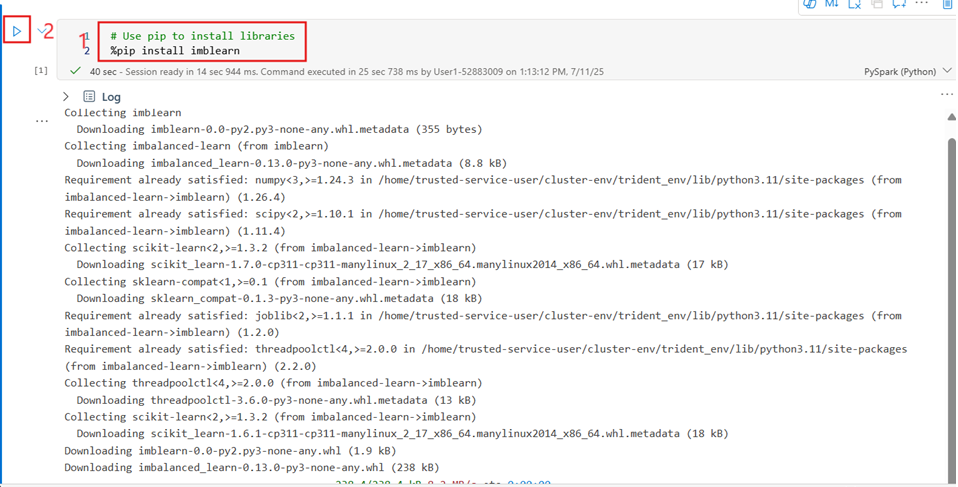 2
1
1 # Use pip to install libraries
2 %pip install imblearn
[1]
40 sec - Session ready in 14 sec 944 ms. Command executed in 25 sec 738 ms by User1-52883009 on 1:13:12 PM, 7/11/25
PySpark (Python)
Log
...
Collecting imblearn
Downloading imblearn-0.0-py2.py3-none-any.whl.metadata (355 bytes)
Collecting imbalanced-learn (from imblearn)
Downloading imbalanced_learn-0.13.0-py3-none-any.whl.metadata (8.8 kB)
Requirement already satisfied: numpy<3,>=1.24.3 in /home/trusted-service-user/cluster-env/trident_env/lib/python3.11/site-packages (from
imbalanced-learn->imblearn) (1.26.4)
Requirement already satisfied: scipy<2,>=1.10.1 in /home/trusted-service-user/cluster-env/trident_env/lib/python3.11/site-packages (from
imbalanced-learn->imblearn) (1.11.4)
Collecting scikit-learn<2,>=1.3.2 (from imbalanced-learn->imblearn)
Downloading scikit_learn-1.7.0-cp311-cp311-manylinux_2_17_x86_64.manylinux2014_x86_64.whl.metadata (17 kB)
Collecting sklearn-compat<1,>=0.1 (from imbalanced-learn->imblearn)
Downloading sklearn_compat-0.1.3-py3-none-any.whl.metadata (18 kB)
Requirement already satisfied: joblib<2,>=1.1.1 in /home/trusted-service-user/cluster-env/trident_env/lib/python3.11/site-packages (from
imbalanced-learn->imblearn) (1.2.0)
Requirement already satisfied: threadpoolctl<4,>=2.0.0 in /home/trusted-service-user/cluster-env/trident_env/lib/python3.11/site-packages
(from imbalanced-learn->imblearn) (2.2.0)
Collecting threadpoolctl<4,>=2.0.0 (from imbalanced-learn->imblearn)
Downloading threadpoolctl-3.6.0-py3-none-any.whl.metadata (13 kB)
Collecting scikit-learn<2,>=1.3.2 (from imbalanced-learn->imblearn)
Downloading scikit_learn-1.6.1-cp311-cp311-manylinux_2_17_x86_64.manylinux2014_x86_64.whl.metadata (18 kB)
Downloading imblearn-0.0-py2.py3-none-any.whl (1.9 kB)
Downloading imbalanced_learn-0.13.0-py3-none-any.whl (238 kB)